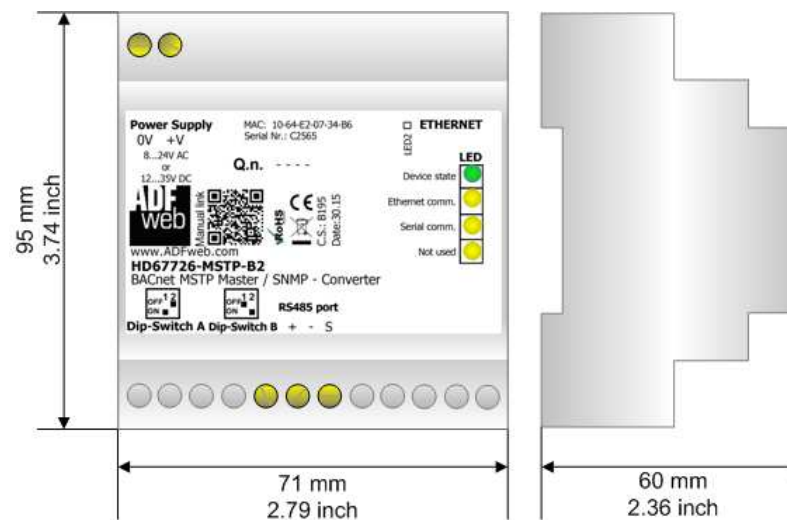 Power Supply
0V +V
8...24V AC
or
12...35V DC
MAC: 10-64-E2-07-34-B6
Serial Nr.: C2565
Q.n. - - - -
ETHERNET
LED2
LED
Device state
Ethernet comm.
Serial comm.
Not used
ADF
web
Manual link
RoHS
CE
C.S.: 8195
Date:30.15
www.ADFweb.com
HD67726-MSTP-B2
BACnet MSTP Master / SNMP - Converter
OFF 1 2
ON
OFF 1 2
ON
RS485 port
Dip-Switch A Dip-Switch B + - S
95 mm
3.74 inch
71 mm
2.79 inch
60 mm
2.36 inch